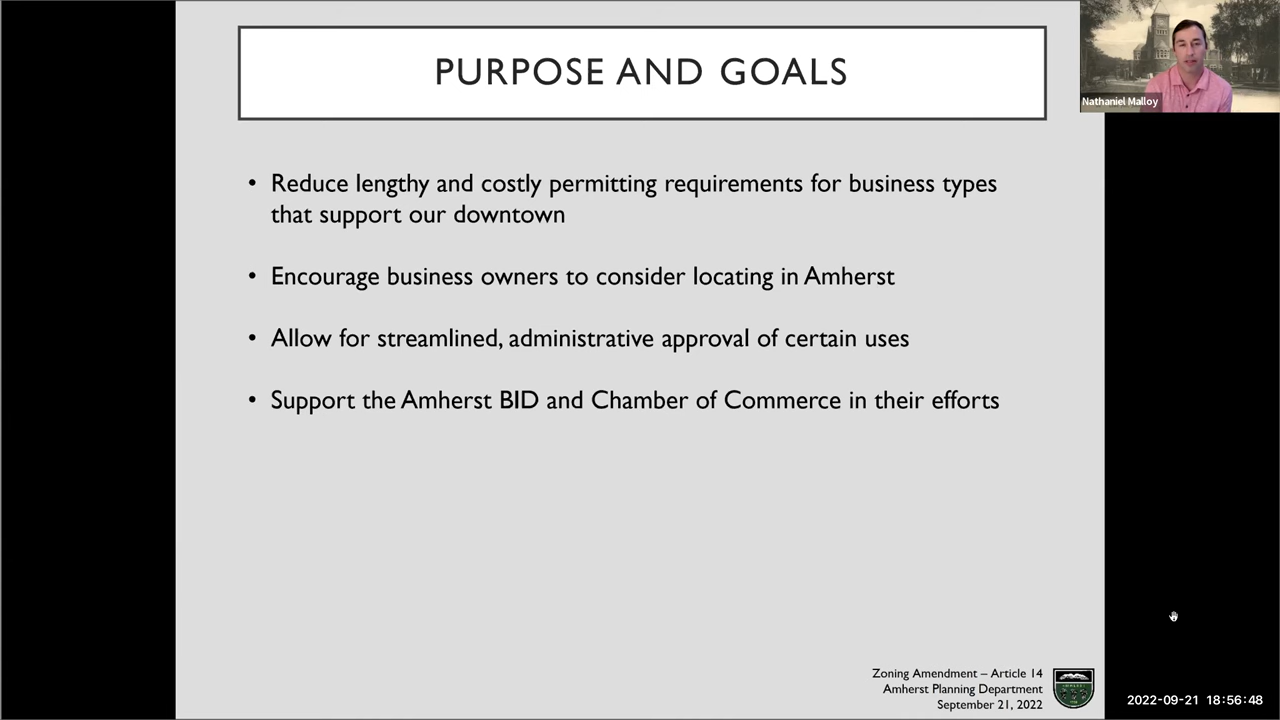 PURPOSE AND GOALS
Nathaniel Malloy
• Reduce lengthy and costly permitting requirements for business types
that support our downtown
• Encourage business owners to consider locating in Amherst
• Allow for streamlined, administrative approval of certain uses
• Support the Amherst BID and Chamber of Commerce in their efforts
Zoning Amendment – Article 14
Amherst Planning Department
September 21, 2022
2022-09-21 18:56:48